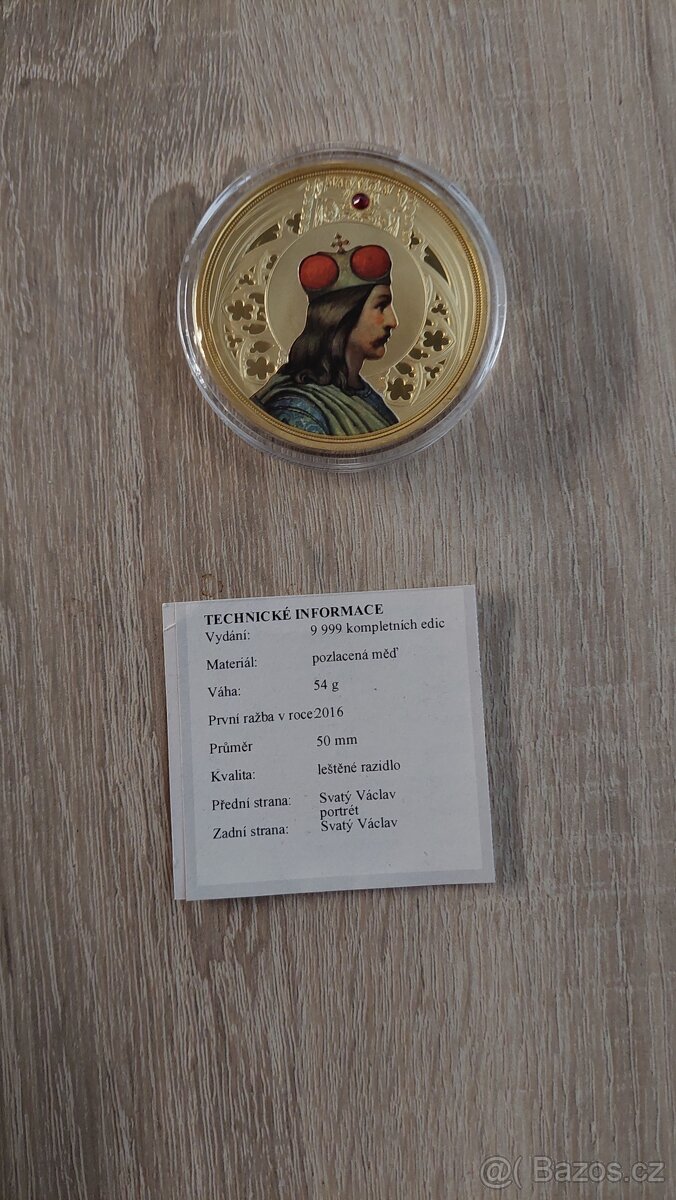 TECHNICKÉ INFORMACE
Vydání: 9 999 kompletních edic
Materiál: pozlacená měď
Váha: 54 g
První ražba v roce:2016
Průměr 50 mm
Kvalita: leštěné razidlo
Přední strana: Svatý Václav
portrét
Zadní strana: Svatý Václav
@( Bazos.cz